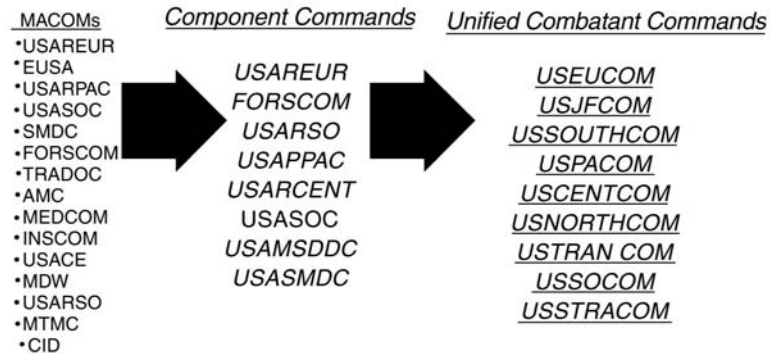 MACOMs
•USAREUR
•EUSA
•USARPAC
•USASOC
•SMDC
•FORSCOM
•TRADOC
•AMC
•MEDCOM
•INSCOM
•USACE
•MDW
•USARSO
•MTMC
•CID
Component Commands
USAREUR
FORSCOM
USARSO
USAPPAC
USARCENT
USASOC
USAMSDDC
USASMDC
Unified Combatant Commands
USEUCOM
USJFCOM
USSOUTHCOM
USPACOM
USCENTCOM
USNORTHCOM
USTRAN COM
USSOCOM
USSTRACOM